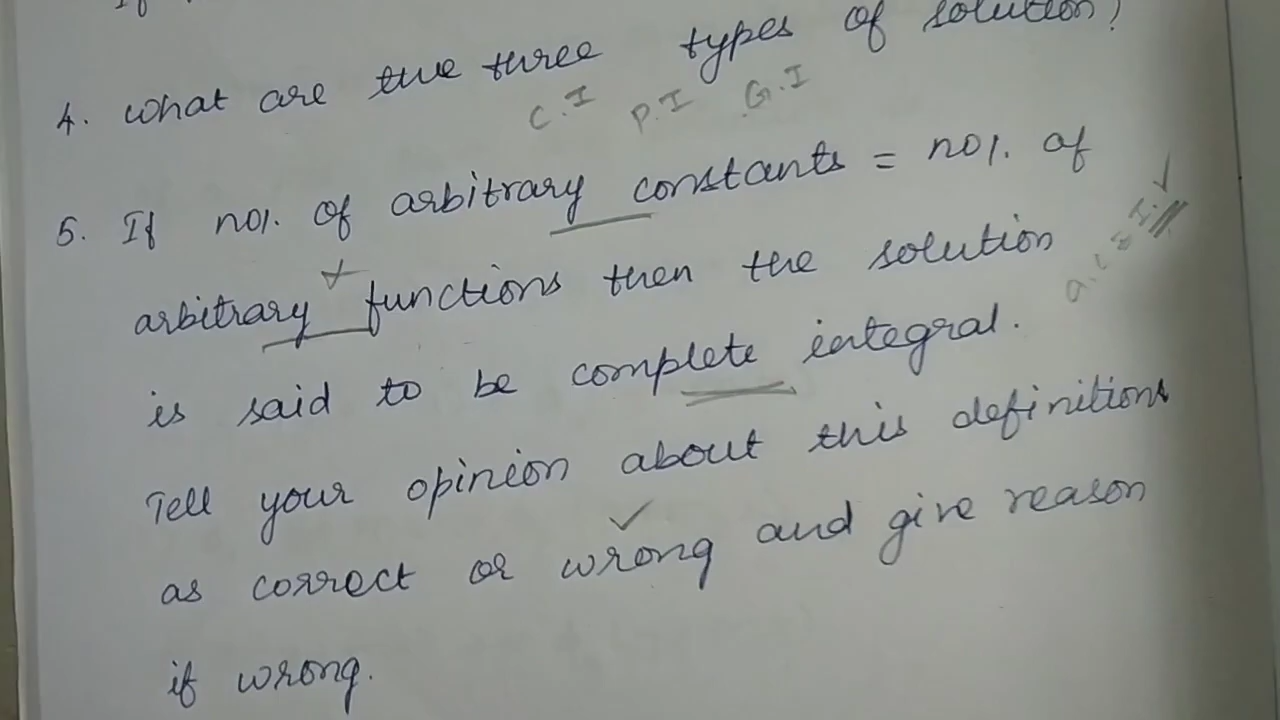 4. What are the three types of solution?
C.I P.I G.I
5. If no/. of arbitrary constants = no/. of
arbitrary functions then the solution
is said to be complete integral.
Tell your opinion about this definitions
as correct or wrong and give reason
if wrong.